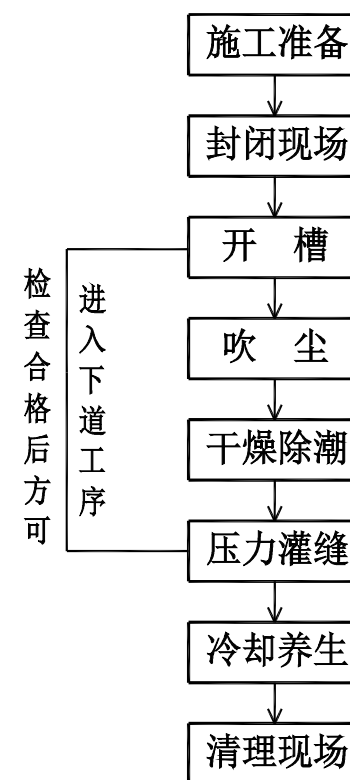 施工准备
封闭现场
开 槽
吹 尘
干燥除潮
压力灌缝
冷却养生
清理现场
检查合格后方可
进入下道工序